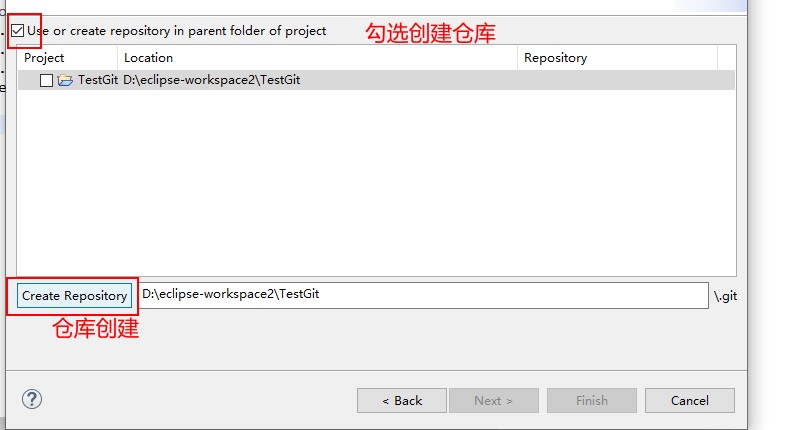 Use or create repository in parent folder of project
勾选创建仓库
Project Location Repository
TestGit D:\eclipse-workspace2\TestGit
Create Repository D:\eclipse-workspace2\TestGit \.git
仓库创建
? < Back Next > Finish Cancel